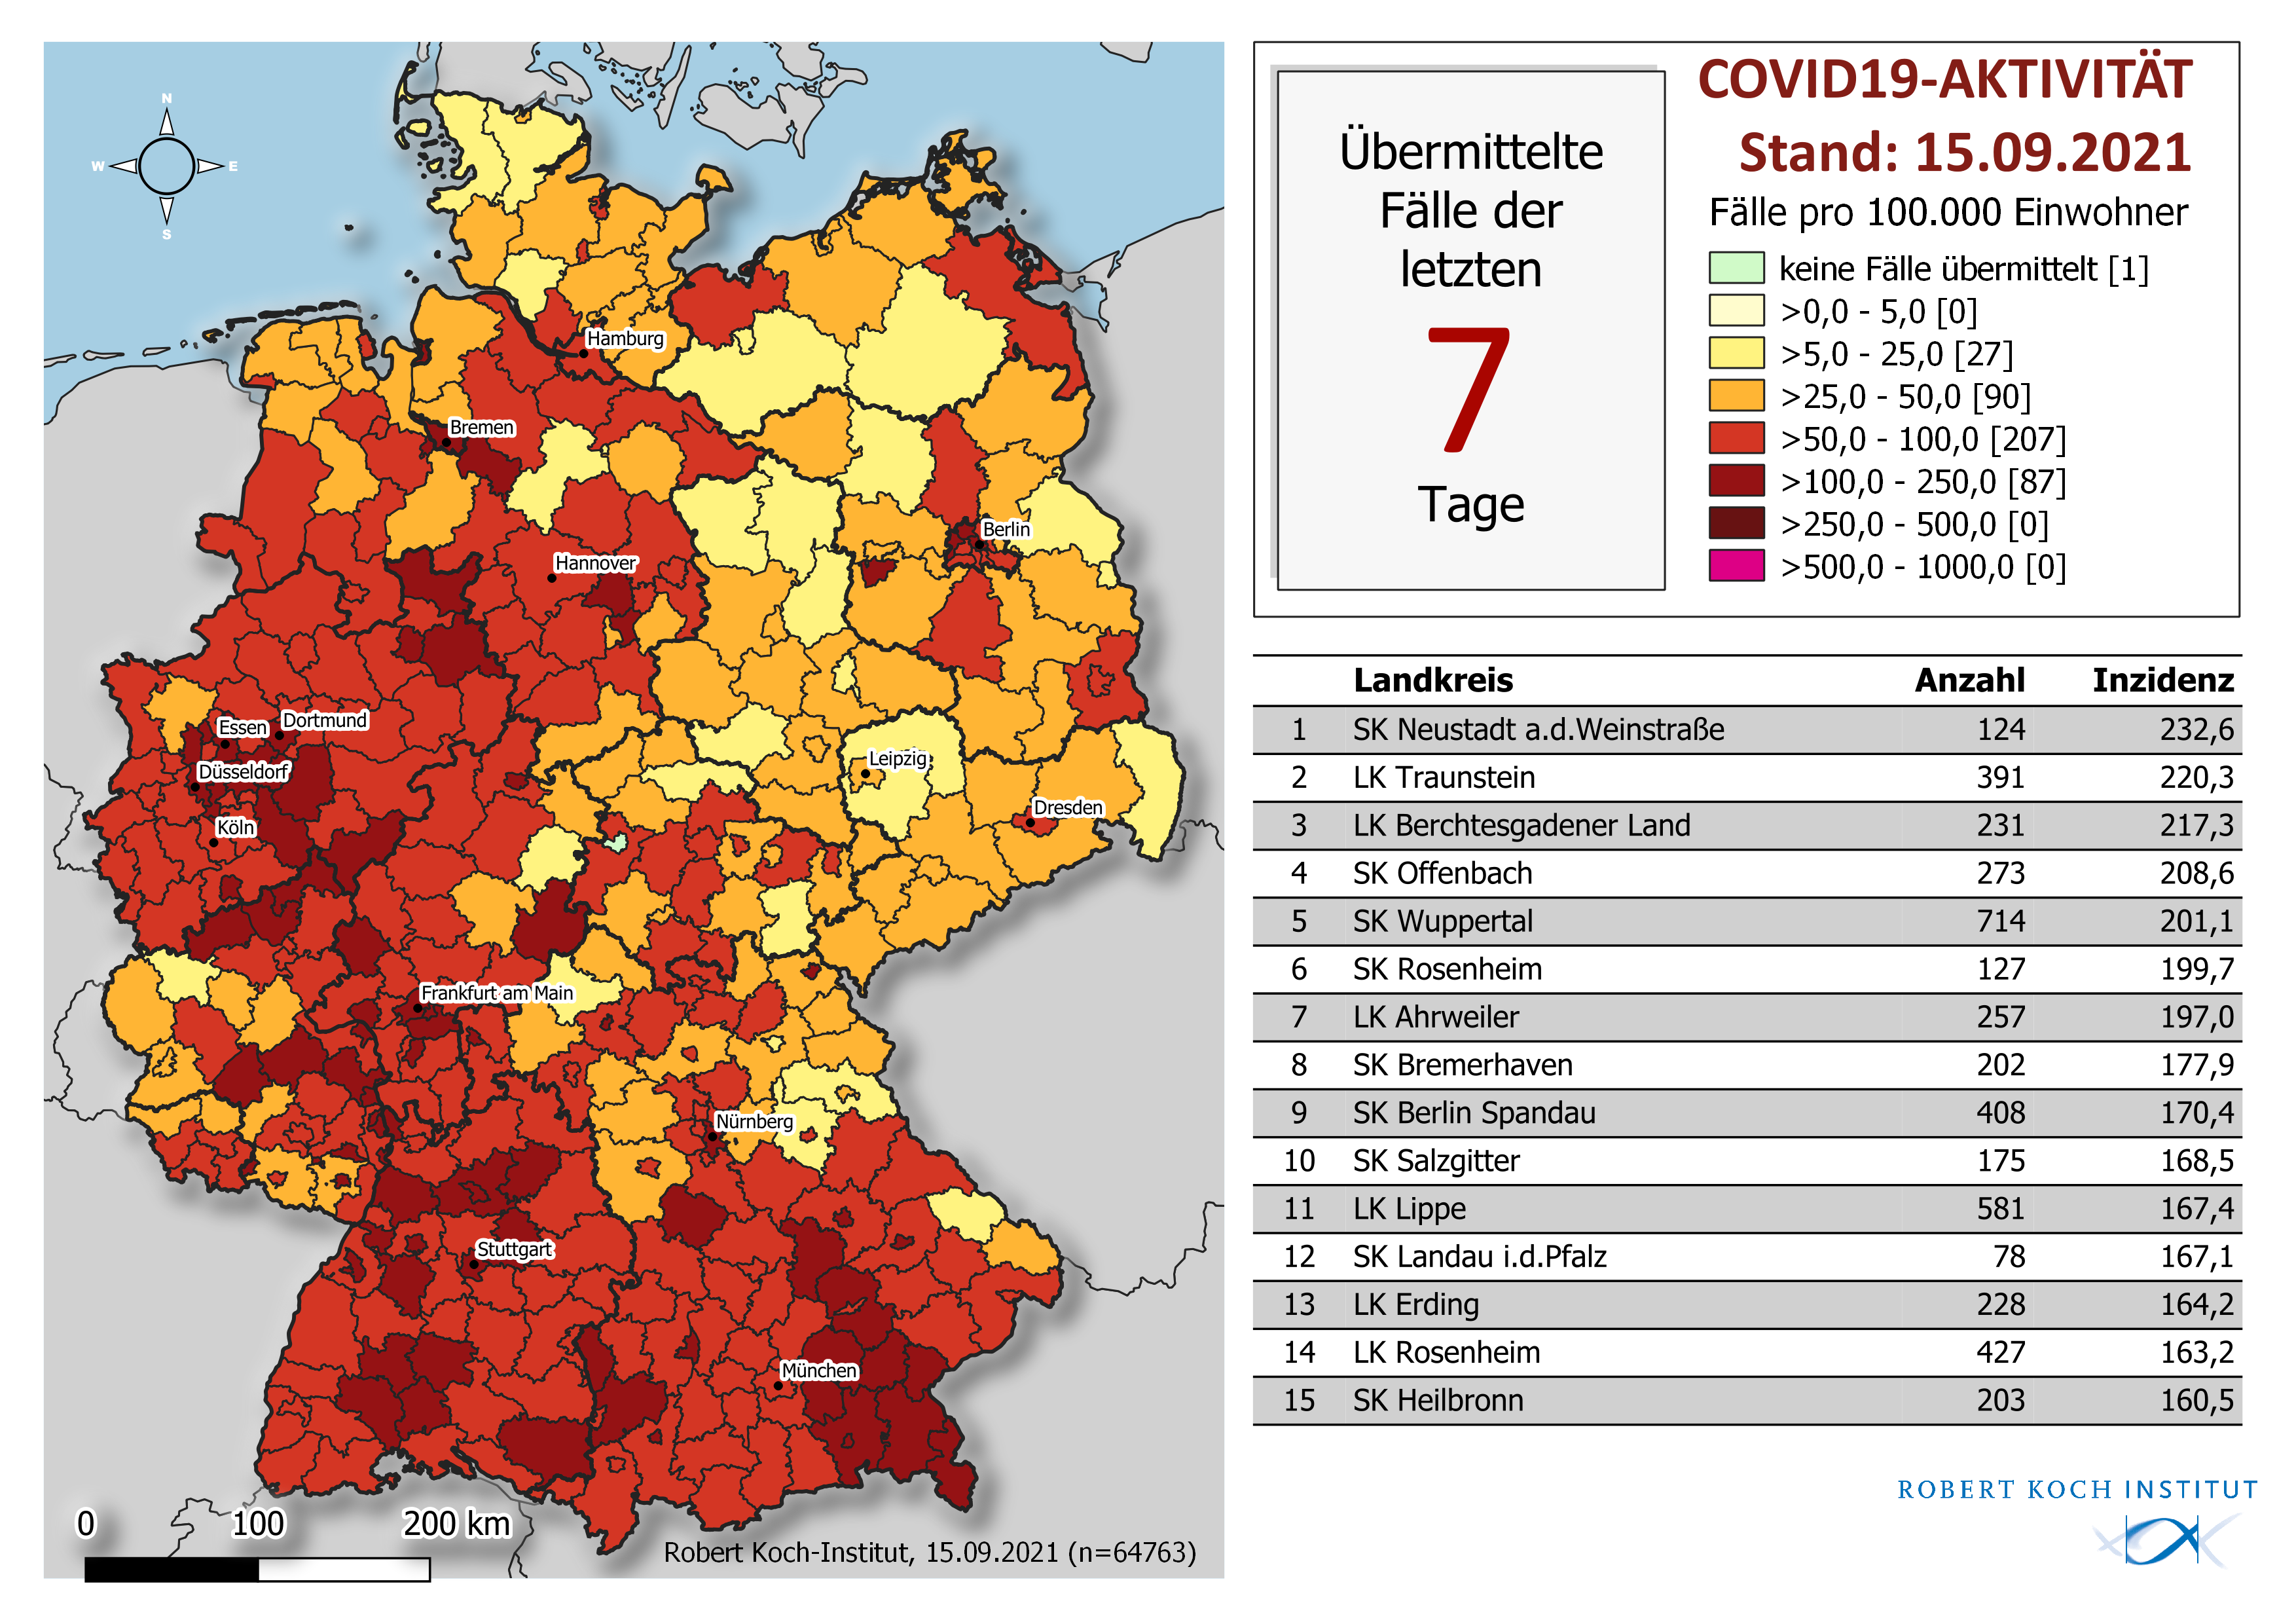 N
W
E
S
Hamburg
Bremen
Berlin
Hannover
Essen
Dortmund
Düsseldorf
Leipzig
Köln
Dresden
Frankfurt am Main
Nürnberg
Stuttgart
München
0 100 200 km
Robert Koch-Institut, 15.09.2021 (n=64763)
Übermittelte
Fälle der
letzten
7
Tage
COVID19-AKTIVITÄT
Stand: 15.09.2021
Fälle pro 100.000 Einwohner
keine Fälle übermittelt [1]
>0,0 - 5,0 [0]
>5,0 - 25,0 [27]
>25,0 - 50,0 [90]
>50,0 - 100,0 [207]
>100,0 - 250,0 [87]
>250,0 - 500,0 [0]
>500,0 - 1000,0 [0]
Landkreis Anzahl Inzidenz
1 SK Neustadt a.d.Weinstraße 124 232,6
2 LK Traunstein 391 220,3
3 LK Berchtesgadener Land 231 217,3
4 SK Offenbach 273 208,6
5 SK Wuppertal 714 201,1
6 SK Rosenheim 127 199,7
7 LK Ahrweiler 257 197,0
8 SK Bremerhaven 202 177,9
9 SK Berlin Spandau 408 170,4
10 SK Salzgitter 175 168,5
11 LK Lippe 581 167,4
12 SK Landau i.d.Pfalz 78 167,1
13 LK Erding 228 164,2
14 LK Rosenheim 427 163,2
15 SK Heilbronn 203 160,5
ROBERT KOCH INSTITUT